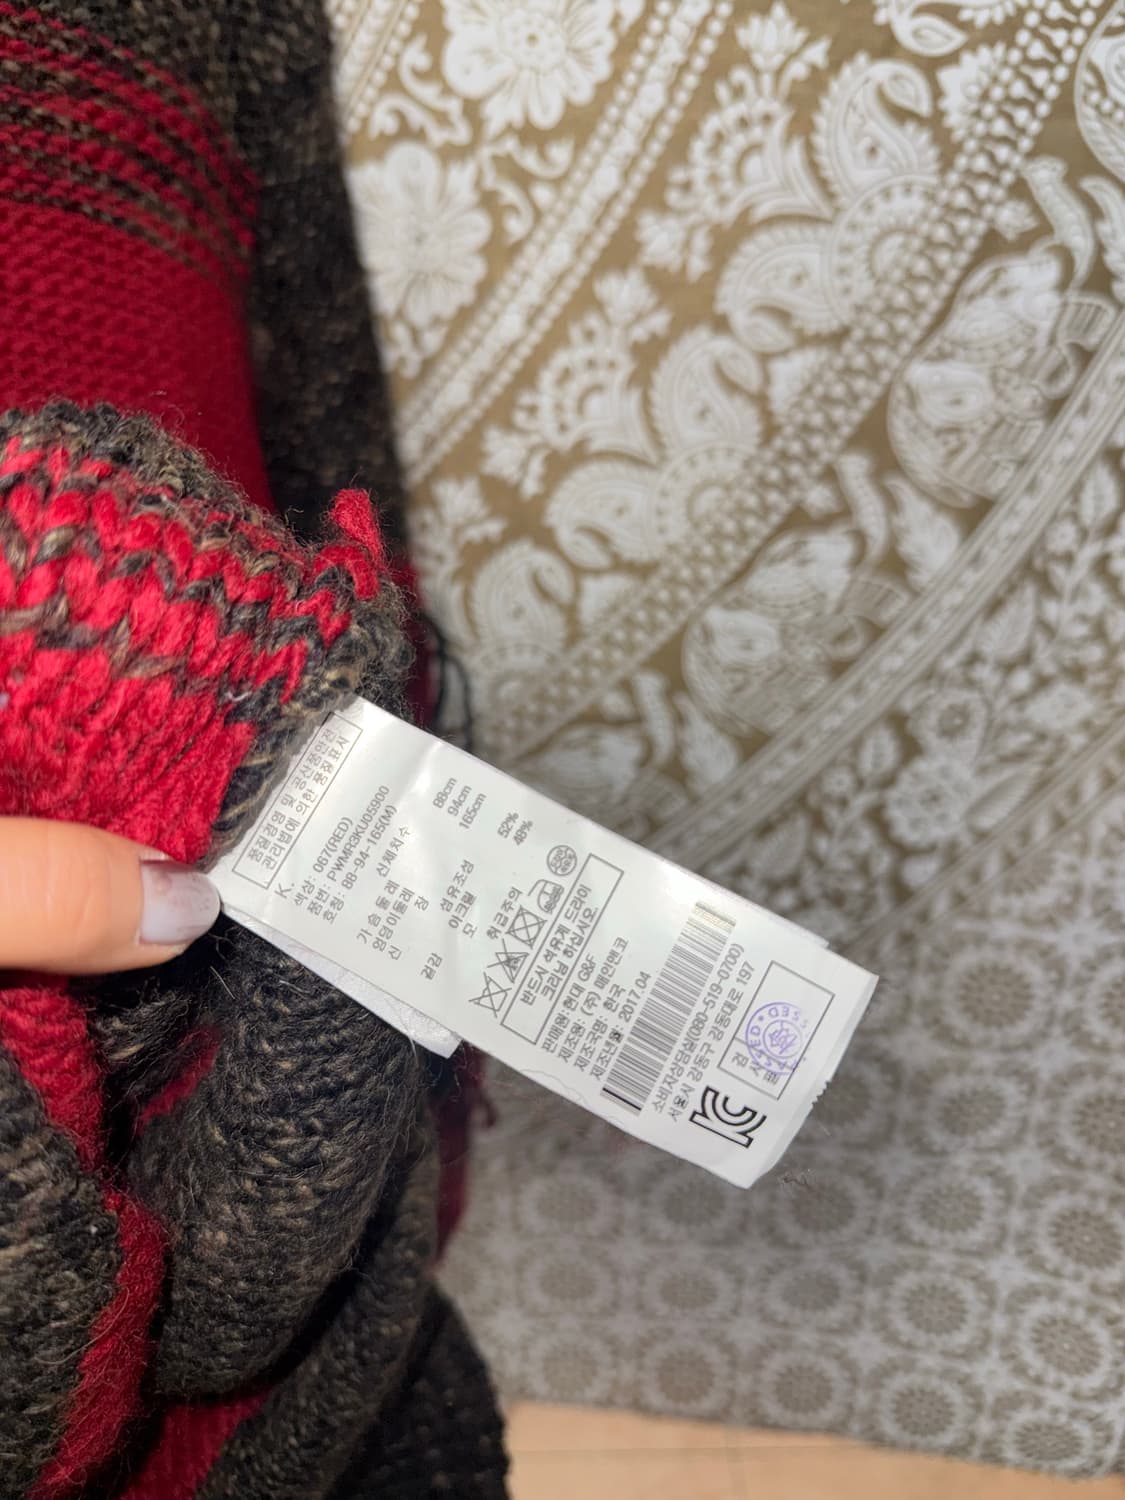 품질경영 및 공산품안전
관리법에 의한 품질표시
K.
색상: 067(RED)
품번: PWMR3KU05900
호칭: 88-94-165(M)
신체치수
가슴둘레 88cm
엉덩이둘레 94cm
신장 165cm
겉감
섬유조성
아크릴 52%
모 48%
취급주의
반드시 석유계 드라이
크리닝 하십시오
판매원: 현대 G&F
제조원: (주) 메인앤코
제조국명: 한국
제조년월: 2017.04
소비자상담실(080-519-0700)
서울시 강동구 강동대로 197
검사필